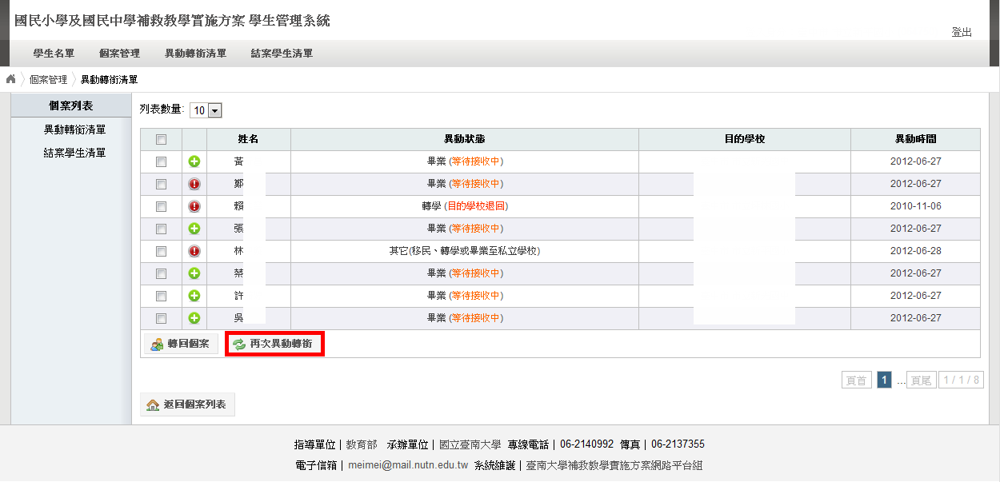 國民小學及國民中學補救教學實施方案 學生管理系統
登出
學生名單 個案管理 異動轉銜清單 結案學生清單
個案管理 異動轉銜清單
個案列表
異動轉銜清單
結案學生清單
列表數量: 10
姓名 異動狀態 目的學校 異動時間
黃 畢業 (等待接收中) 2012-06-27
鄭 畢業 (等待接收中) 2012-06-27
賴 轉學 (目的學校退回) 2010-11-06
張 畢業 (等待接收中) 2012-06-27
林 其它(移民、轉學或畢業至私立學校) 2012-06-28
蔡 畢業 (等待接收中) 2012-06-27
許 畢業 (等待接收中) 2012-06-27
吳 畢業 (等待接收中) 2012-06-27
轉回個案 再次異動轉銜
頁首 1 ... 頁尾 1 / 1 / 8
返回個案列表
指導單位 | 教育部 承辦單位 | 國立臺南大學 專線電話 | 06-2140992 傳真 | 06-2137355
電子信箱 | meimei@mail.nutn.edu.tw 系統維護 | 臺南大學補救教學實施方案網路平台組